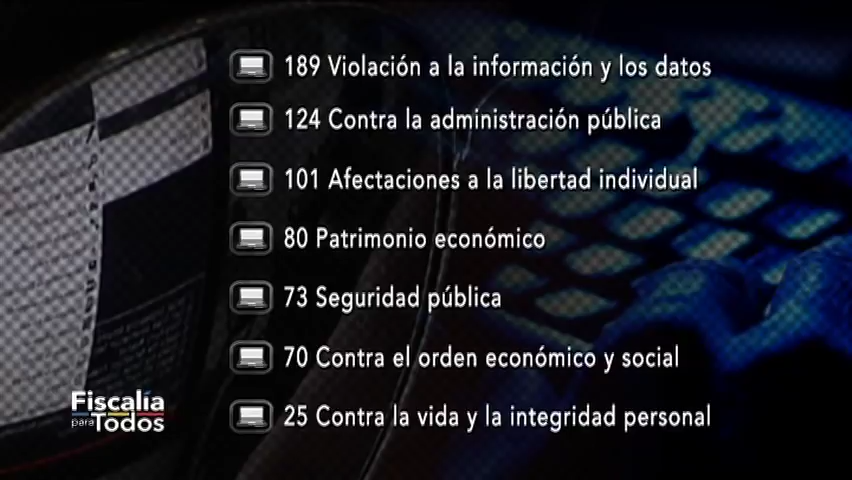 189 Violación a la información y los datos
124 Contra la administración pública
101 Afectaciones a la libertad individual
80 Patrimonio económico
73 Seguridad pública
70 Contra el orden económico y social
25 Contra la vida y la integridad personal
Fiscalía
para Todos